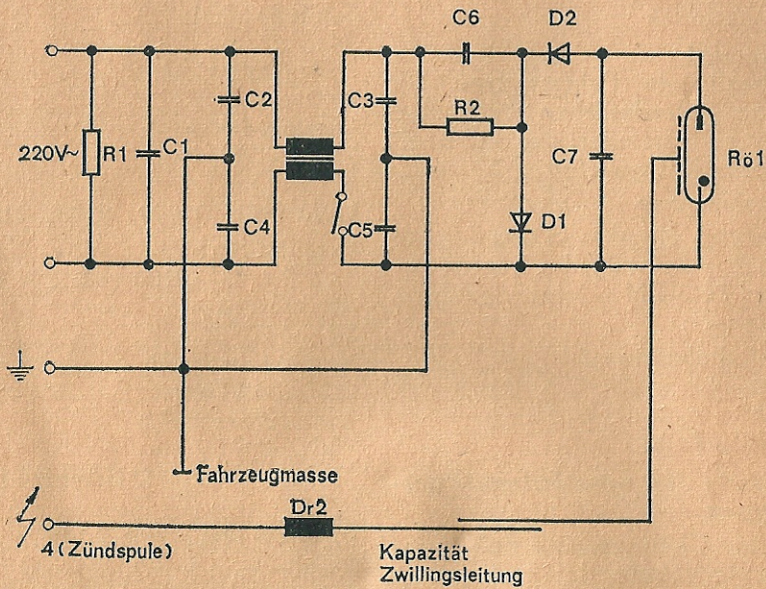 C6 D2
C2 C3 R2
220V~ R1 C1 C7 Rö1
C4 C5 D1
Fahrzeugmasse
Dr2
4 (Zündspule)
Kapazität
Zwillingsleitung